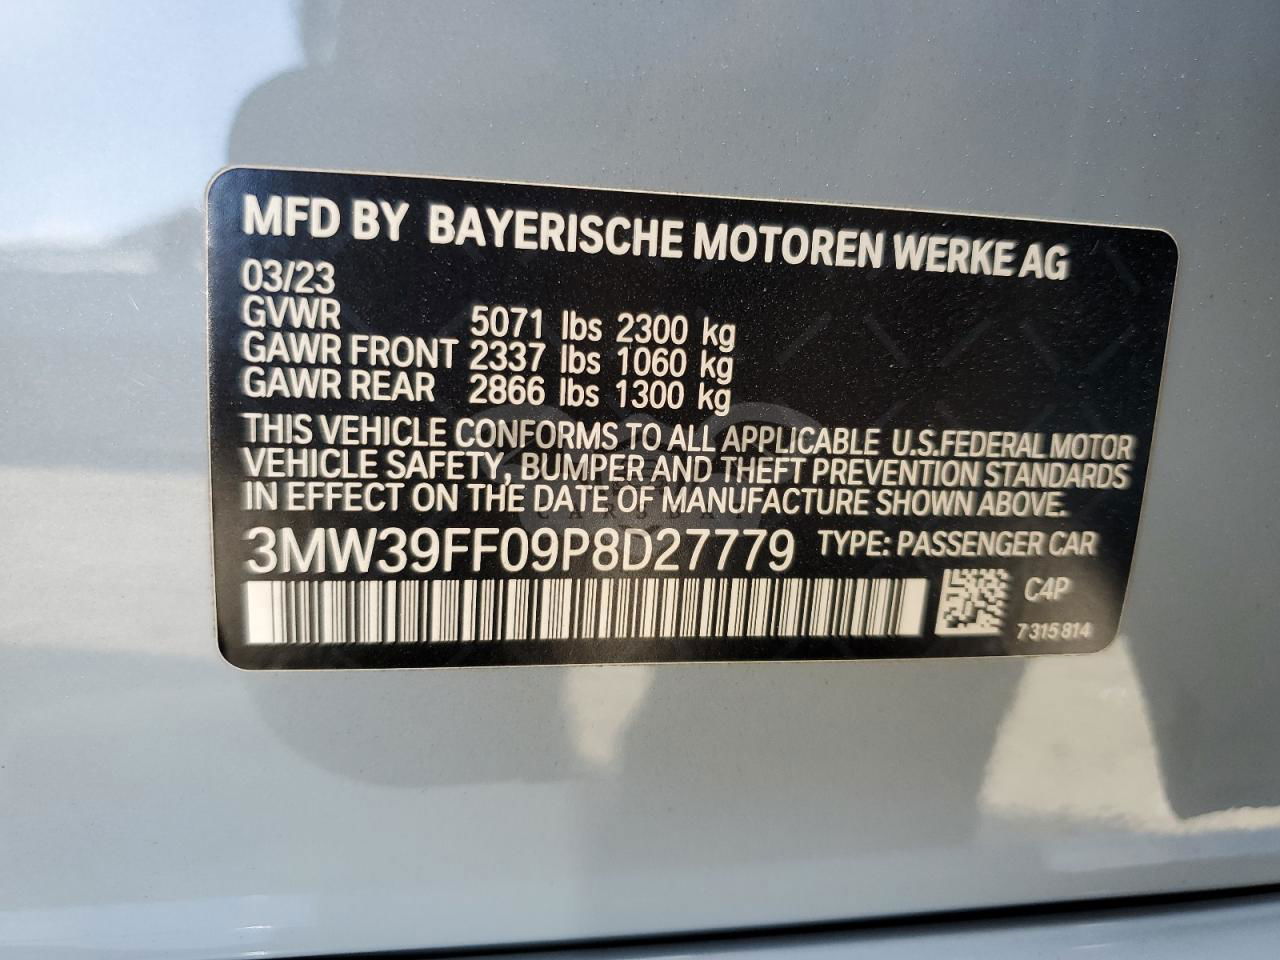 MFD BY BAYERISCHE MOTOREN WERKE AG
03/23
GVWR 5071 lbs 2300 kg
GAWR FRONT 2337 lbs 1060 kg
GAWR REAR 2866 lbs 1300 kg
THIS VEHICLE CONFORMS TO ALL APPLICABLE U.S.FEDERAL MOTOR
VEHICLE SAFETY, BUMPER AND THEFT PREVENTION STANDARDS
IN EFFECT ON THE DATE OF MANUFACTURE SHOWN ABOVE.
3MW39FF09P8D27779 TYPE: PASSENGER CAR
C4P
7 315 814